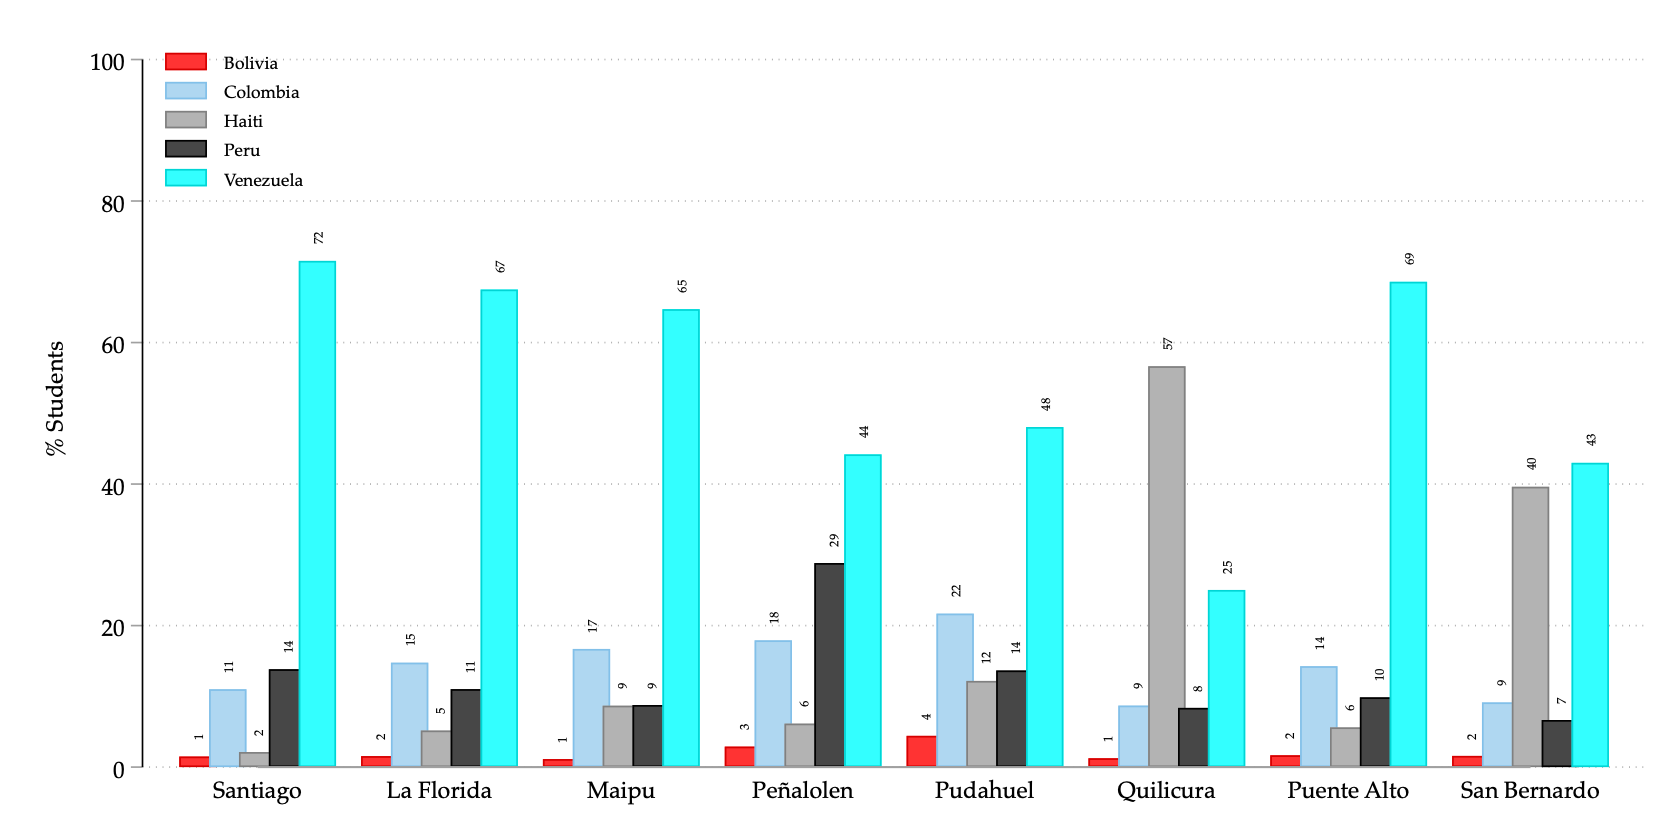 % Students
100
80
60
40
20
0
Bolivia
Colombia
Haiti
Peru
Venezuela
1 11 2 14 72
2 15 5 11 67
1 17 9 9 65
3 18 6 29 44
4 22 12 14 48
1 9 57 8 25
2 14 6 10 69
2 9 40 7 43
Santiago La Florida Maipu Peñalolen Pudahuel Quilicura Puente Alto San Bernardo